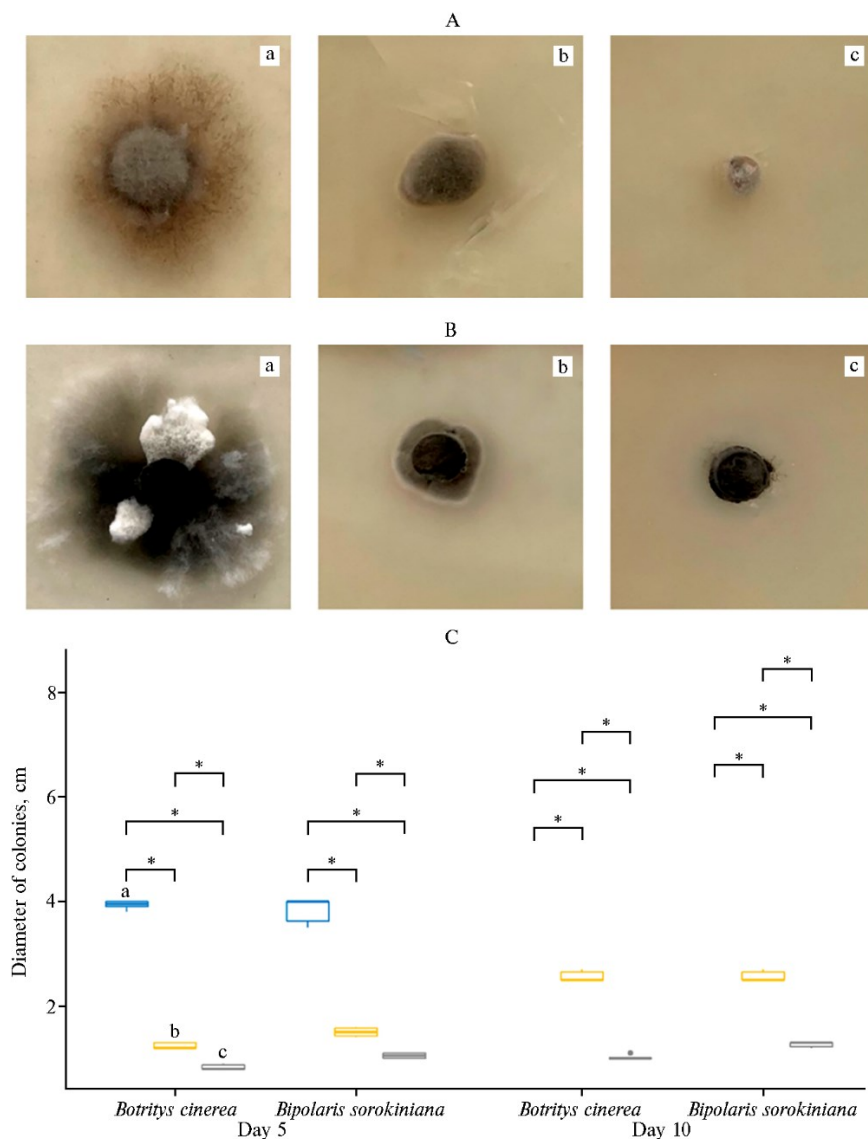 A
a
b
c
B
a
b
c
C
Diameter of colonies, cm
8
6
4
2
*
*
*
*
*
*
*
*
*
*
*
*
a
b
c
Botritys cinerea
Bipolaris sorokiniana
Botritys cinerea
Bipolaris sorokiniana
Day 5
Day 10